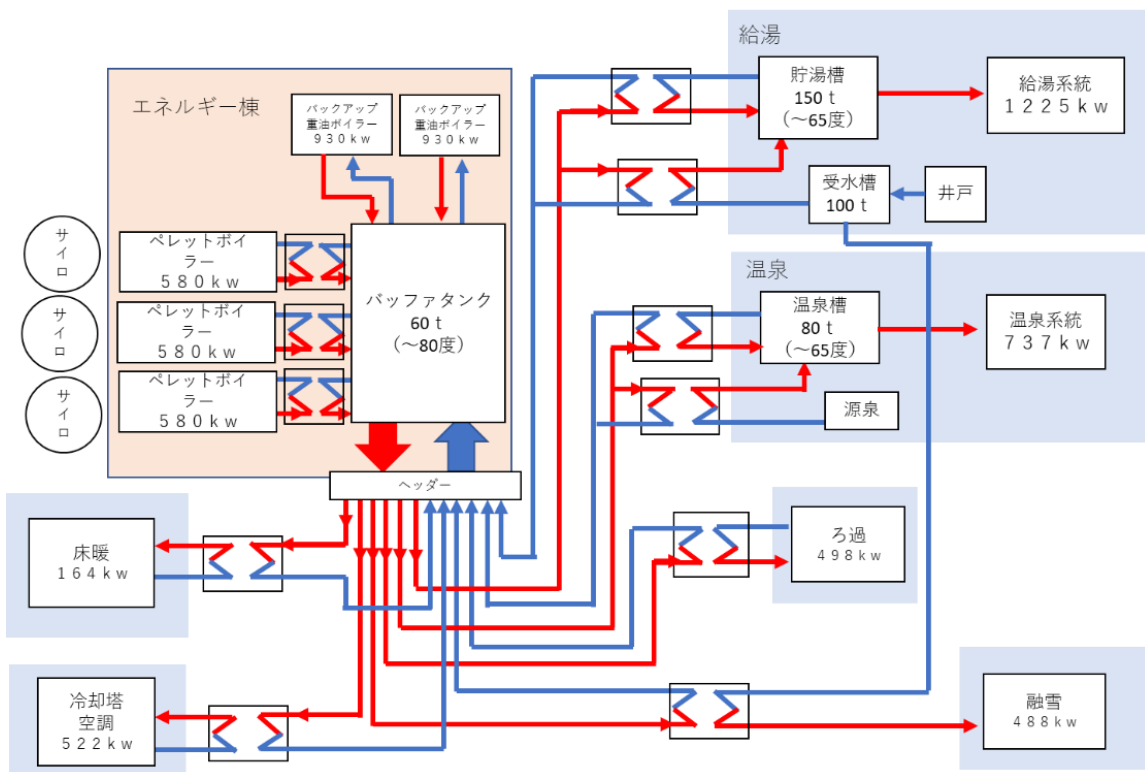 給湯
貯湯槽
150ｔ
（～65度）
給湯系統
１２２５ｋｗ
受水槽
100ｔ
井戸
エネルギー棟
バックアップ
重油ボイラー
９３０ｋｗ
バックアップ
重油ボイラー
９３０ｋｗ
サイロ
ペレットボイ
ラー
５８０ｋｗ
サイロ
ペレットボイ
ラー
５８０ｋｗ
サイロ
ペレットボイ
ラー
５８０ｋｗ
バッファタンク
60ｔ
（～80度）
温泉
温泉槽
80ｔ
（～65度）
温泉系統
７３７ｋｗ
源泉
ヘッダー
床暖
１６４ｋｗ
ろ過
４９８ｋｗ
冷却塔
空調
５２２ｋｗ
融雪
４８８ｋｗ